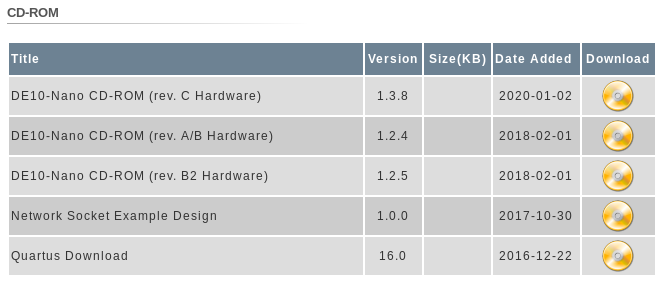 CD-ROM
Title Version Size(KB) Date Added Download
DE10-Nano CD-ROM (rev. C Hardware) 1.3.8 2020-01-02
DE10-Nano CD-ROM (rev. A/B Hardware) 1.2.4 2018-02-01
DE10-Nano CD-ROM (rev. B2 Hardware) 1.2.5 2018-02-01
Network Socket Example Design 1.0.0 2017-10-30
Quartus Download 16.0 2016-12-22